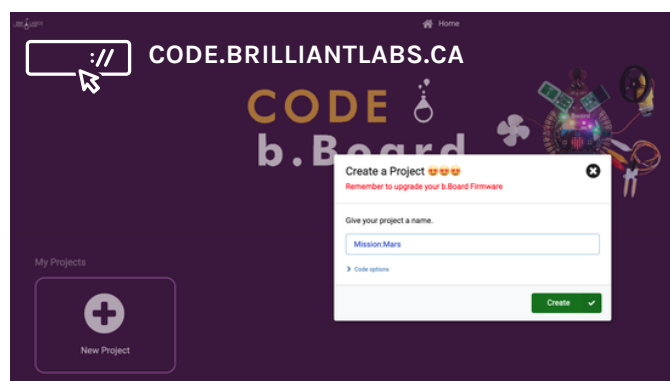 Home
:// CODE.BRILLIANTLABS.CA
CODE
b.Board
Create a Project 😍😍😍
Remember to upgrade your b.Board Firmware
Give your project a name.
Mission:Mars
Code options
Create
My Projects
New Project